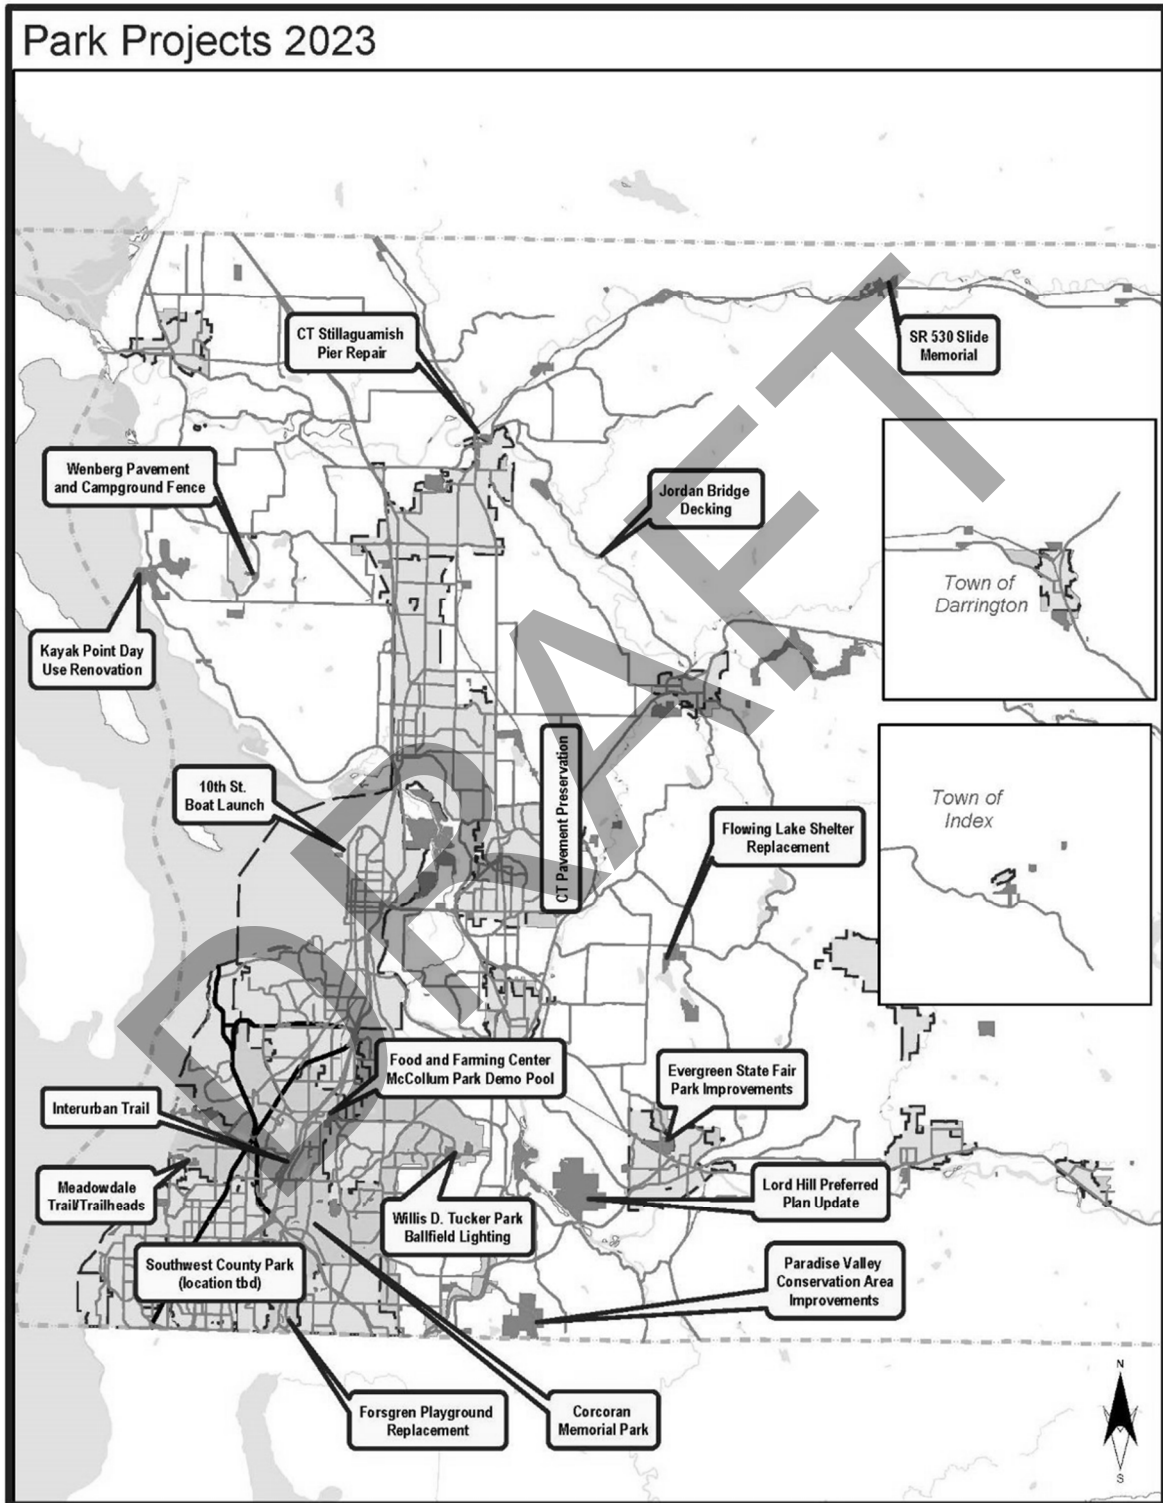 Park Projects 2023
CT Stillaguamish
Pier Repair
SR 530 Slide
Memorial
Wenberg Pavement
and Campground Fence
Jordan Bridge
Decking
Town of
Darrington
Kayak Point Day
Use Renovation
CT Pavement Preservation
10th St.
Boat Launch
Town of
Index
Flowing Lake Shelter
Replacement
Food and Farming Center
McCollum Park Demo Pool
Evergreen State Fair
Park Improvements
Interurban Trail
Meadowdale
Trail/Trailheads
Lord Hill Preferred
Plan Update
Willis D. Tucker Park
Ballfield Lighting
Southwest County Park
(location tbd)
Paradise Valley
Conservation Area
Improvements
Forsgren Playground
Replacement
Corcoran
Memorial Park
N
S
DRAFT